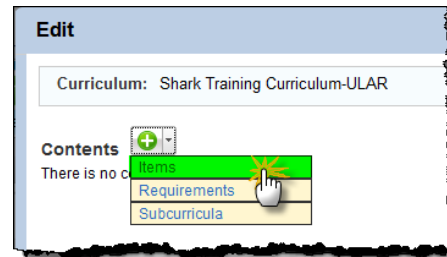 Edit
Curriculum: Shark Training Curriculum-ULAR
Contents
Items
There is no
Requirements
Subcurricula